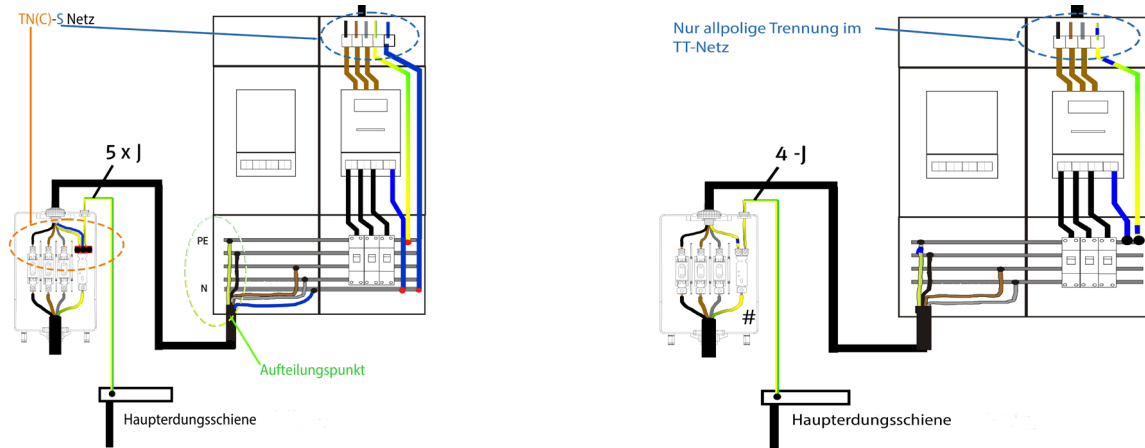 TN(C)-S Netz
5 x J
PE
N
Aufteilungspunkt
Haupterdungsschiene
Nur allpolige Trennung im
TT-Netz
4 -J
#
Haupterdungsschiene